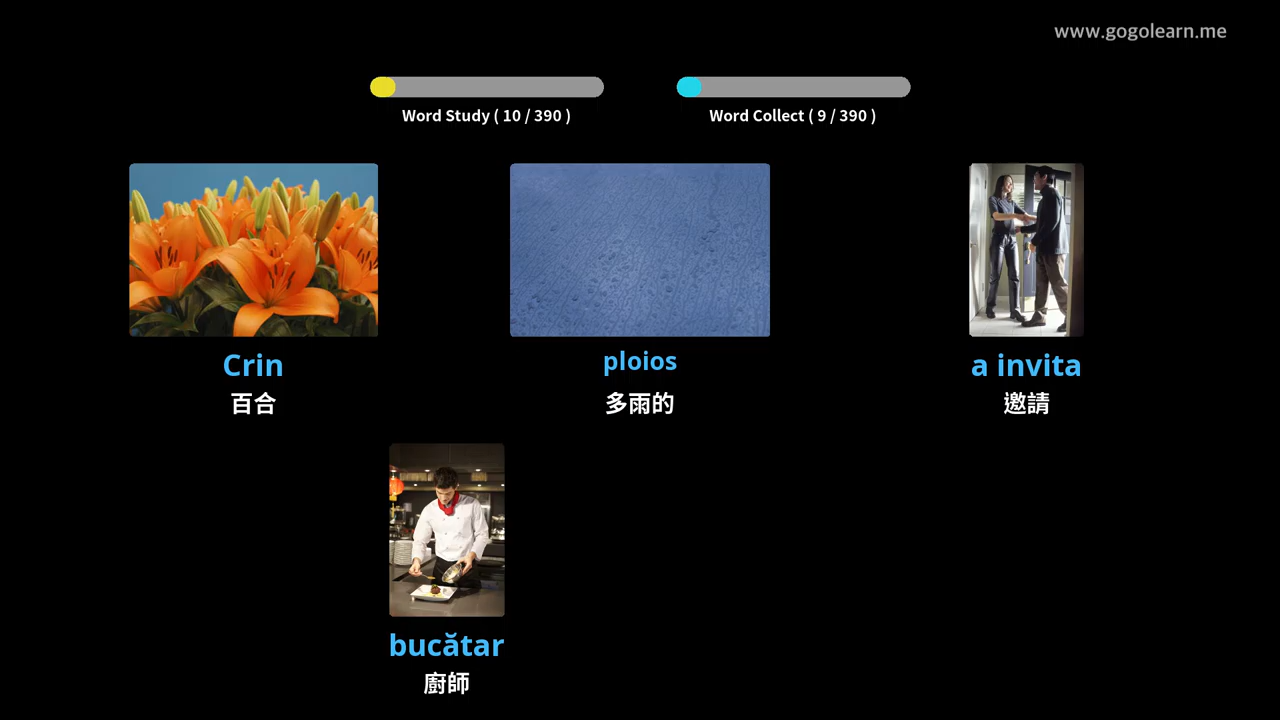 www.gogolearn.me
Word Study ( 10 / 390 )
Word Collect ( 9 / 390 )
Crin
百合
ploios
多雨的
a invita
邀請
bucătar
廚師